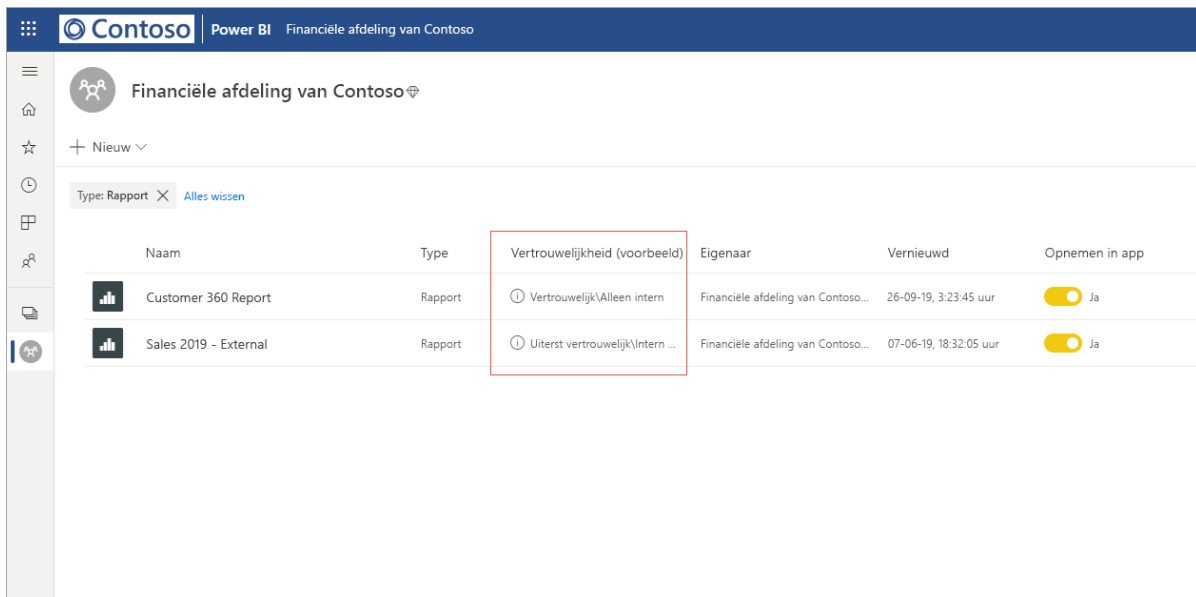 Contoso Power BI Financiële afdeling van Contoso
Financiële afdeling van Contoso
Nieuw
Type: Rapport Alles wissen
Naam Type Vertrouwelijkheid (voorbeeld) Eigenaar Vernieuwd Opnemen in app
Customer 360 Report Rapport Vertrouwelijk\Alleen intern Financiële afdeling van Contoso... 26-09-19, 3:23:45 uur Ja
Sales 2019 - External Rapport Uiterst vertrouwelijk\Intern ... Financiële afdeling van Contoso... 07-06-19, 18:32:05 uur Ja